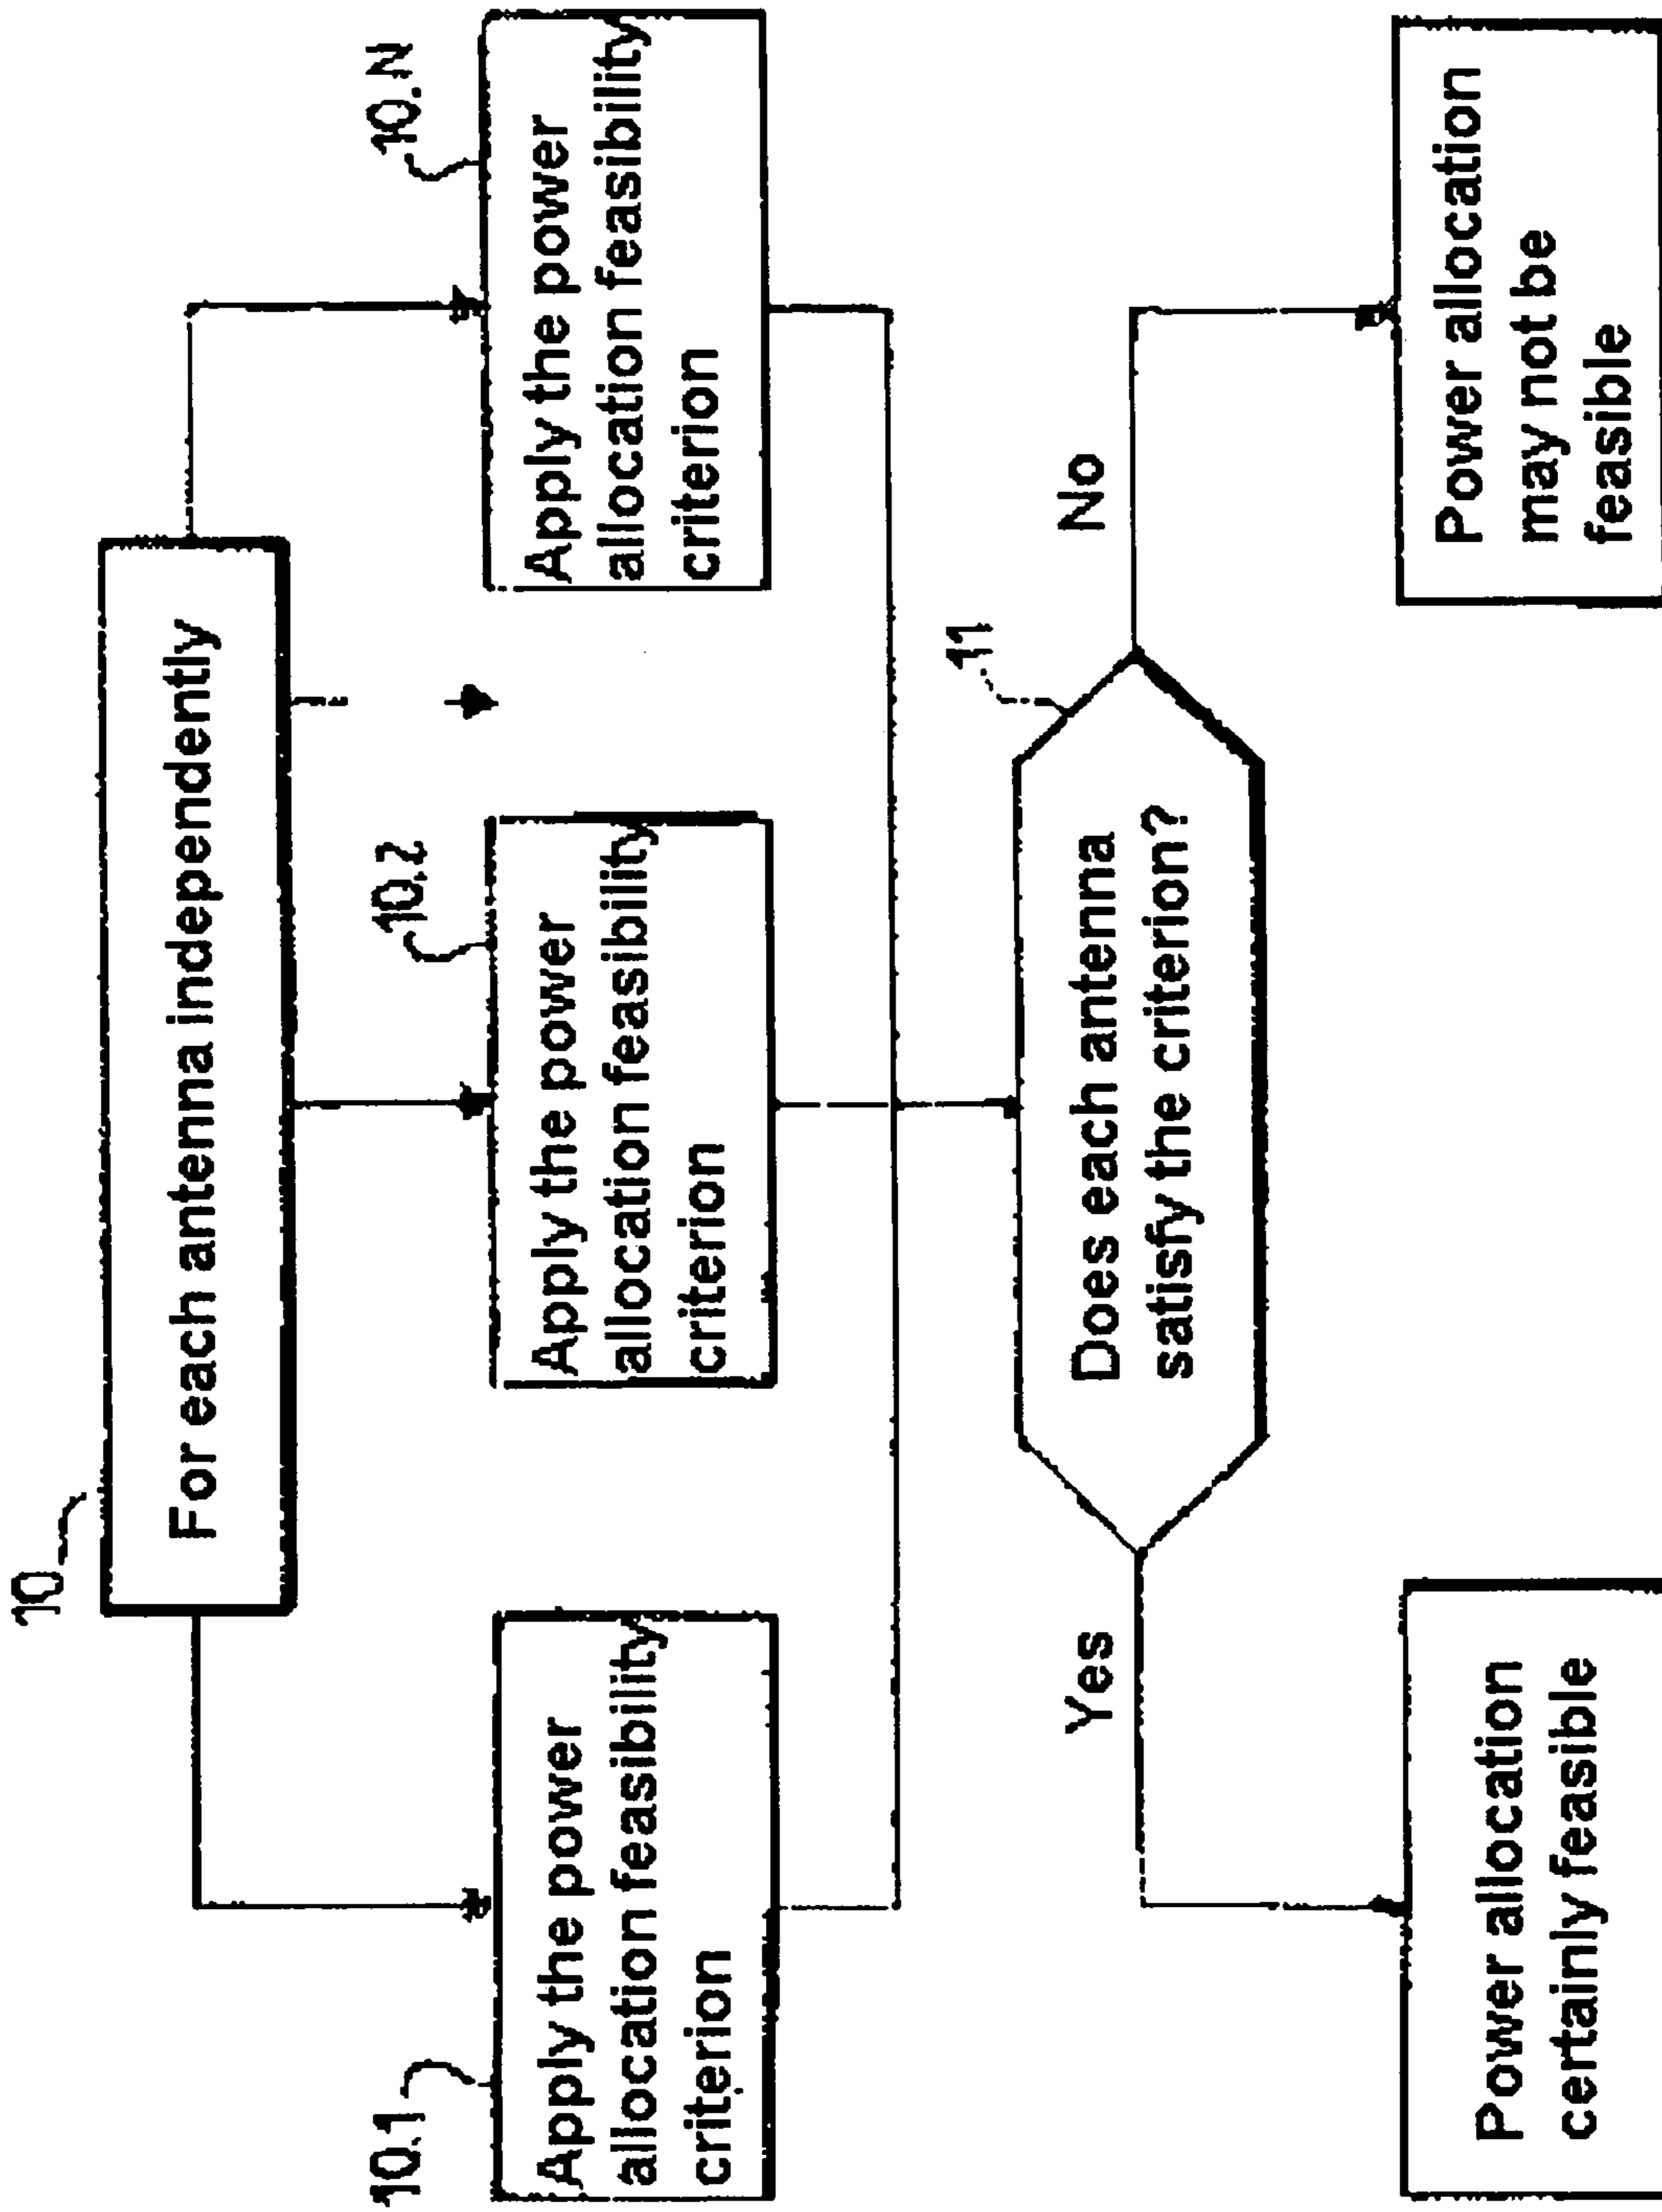 10
For each antenna independently
10.1
10.2
10.N
Apply the power
allocation feasibility
criterion
Apply the power
allocation feasibility
criterion
Apply the power
allocation feasibility
criterion
11
Does each antenna
satisfy the criterion?
Yes
No
Power allocation
certainly feasible
Power allocation
may not be
feasible